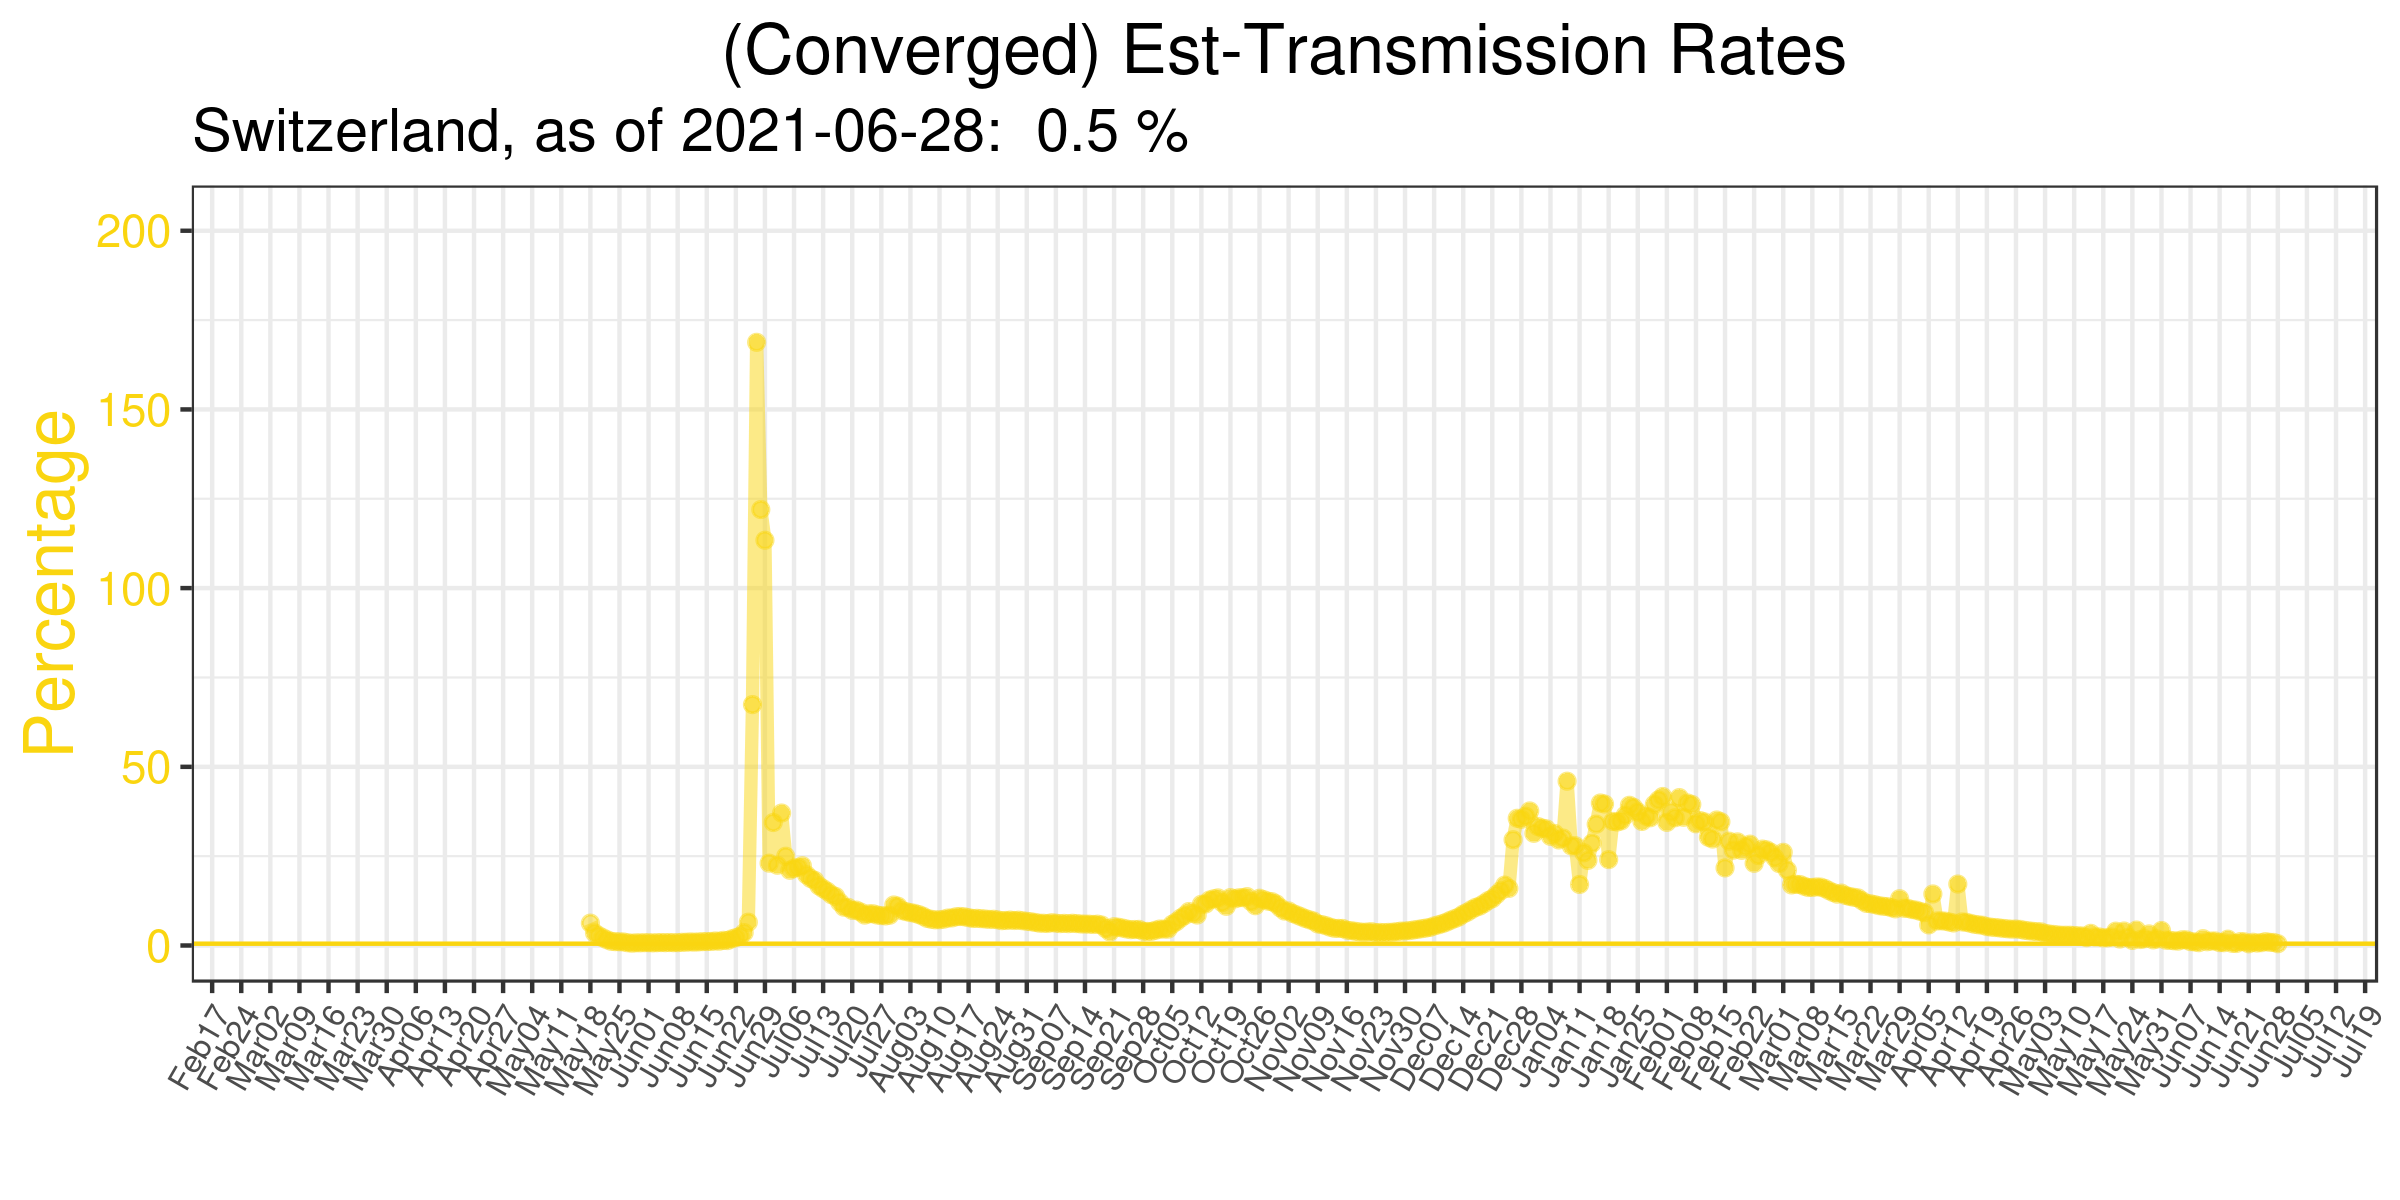 (Converged) Est-Transmission Rates
Switzerland, as of 2021-06-28: 0.5 %
Percentage
200
150
100
50
0
Feb17
Feb24
Mar02
Mar09
Mar16
Mar23
Mar30
Apr06
Apr13
Apr20
Apr27
May04
May11
May18
May25
Jun01
Jun08
Jun15
Jun22
Jun29
Jul06
Jul13
Jul20
Jul27
Aug03
Aug10
Aug17
Aug24
Aug31
Sep07
Sep14
Sep21
Sep28
Oct05
Oct12
Oct19
Oct26
Nov02
Nov09
Nov16
Nov23
Nov30
Dec07
Dec14
Dec21
Dec28
Jan04
Jan11
Jan18
Jan25
Feb01
Feb08
Feb15
Feb22
Mar01
Mar08
Mar15
Mar22
Mar29
Apr05
Apr12
Apr19
Apr26
May03
May10
May17
May24
May31
Jun07
Jun14
Jun21
Jun28
Jul05
Jul12
Jul19